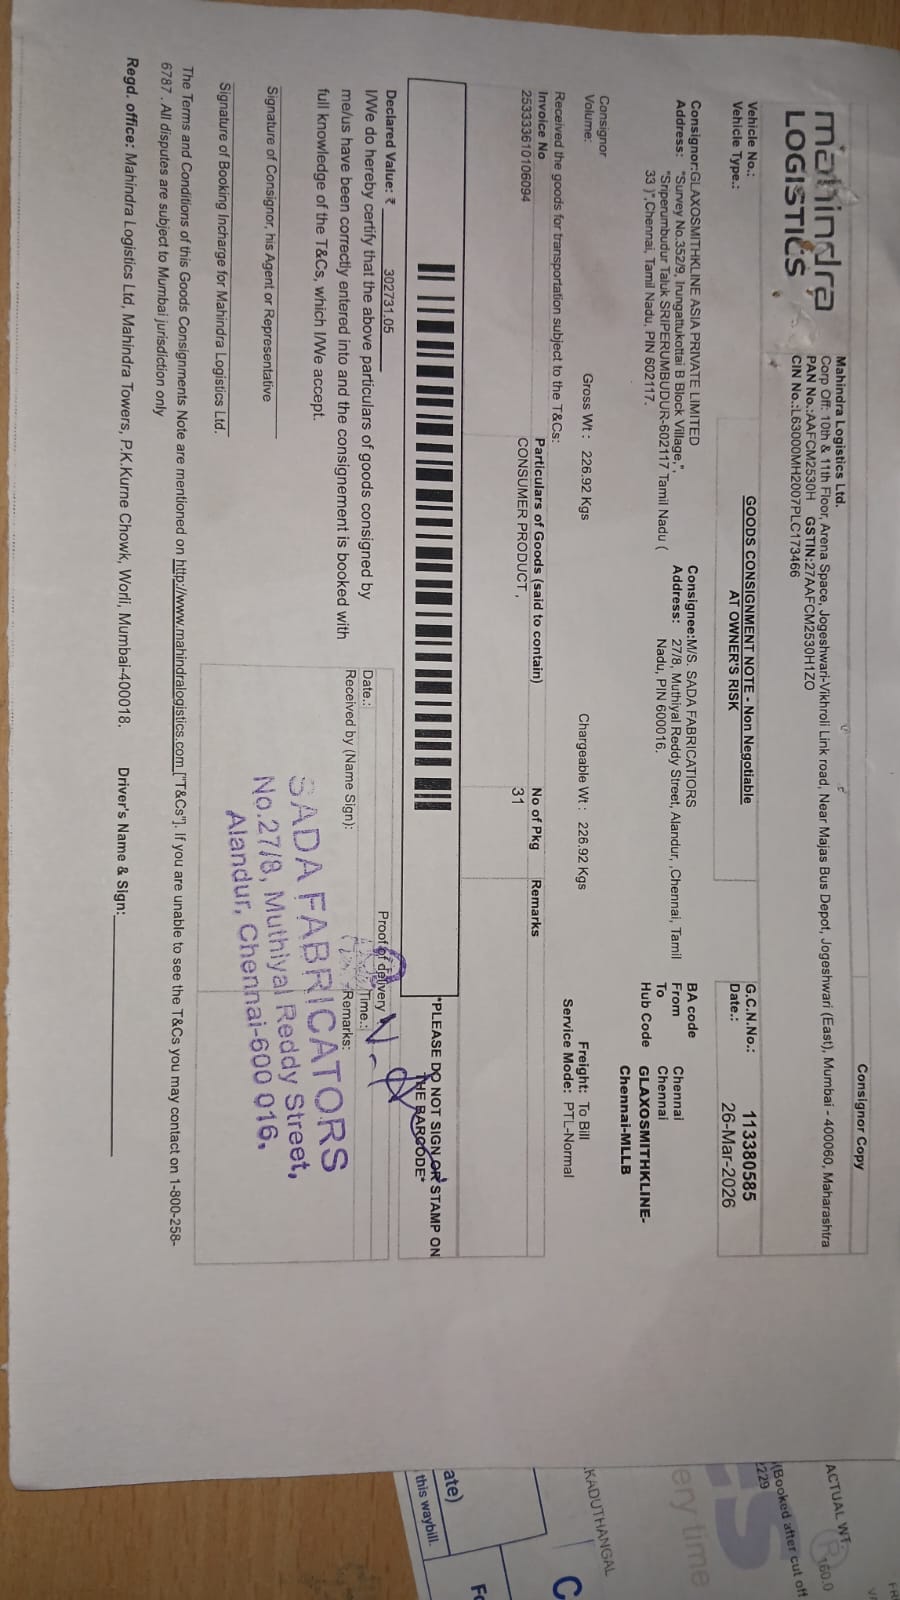 Consignor Copy
mahindra
LOGISTICS
Mahindra Logistics Ltd.
Corp Off: 10th & 11th Floor, Arena Space, Jogeshwari-Vikhroli Link road, Near Majas Bus Depot, Jogeshwari (East), Mumbai - 400060, Maharashtra
PAN No.:AAFCM2530H GSTIN:27AAFCM2530H1ZO
CIN No.:L63000MH2007PLC173466
Vehicle No.:
Vehicle Type.:
GOODS CONSIGNMENT NOTE - Non Negotiable
AT OWNER'S RISK
G.C.N.No.: 113380585
Date.: 26-Mar-2026
Consignor:GLAXOSMITHKLINE ASIA PRIVATE LIMITED
Address: "Survey No.352/9, Irungattukottai B Block Village,",
"Sriperumbudur Taluk SRIPERUMBUDUR-602117 Tamil Nadu (
33 )",Chennai, Tamil Nadu, PIN 602117.
Consignee:M/S. SADA FABRICATIORS
Address: 27/8, Muthiyal Reddy Street, Alandur, ,Chennai, Tamil
Nadu, PIN 600016.
BA code
From Chennai
To Chennai
Hub Code GLAXOSMITHKLINE-
Chennai-MLLB
Consignor
Volume:
Gross Wt : 226.92 Kgs
Chargeable Wt : 226.92 Kgs
Freight: To Bill
Service Mode: PTL-Normal
Received the goods for transportation subject to the T&Cs:
Invoice No Particulars of Goods (said to contain) No of Pkg Remarks
25333361010​6094 CONSUMER PRODUCT , 31
"PLEASE DO NOT SIGN OR STAMP ON
THE BARCODE"
Declared Value: ₹ 302731.05
I/We do hereby certify that the above particulars of goods consigned by
me/us have been correctly entered into and the consignement is booked with
full knowledge of the T&Cs, which I/We accept.
Proof of delivery
Date.: Time.:
Received by (Name Sign): Remarks:
SADA FABRICATORS
No.27/8, Muthiyal Reddy Street,
Alandur, Chennai-600 016.
Signature of Consignor, his Agent or Representative
Signature of Booking Incharge for Mahindra Logistics Ltd.
The Terms and Conditions of this Goods Consignments Note are mentioned on http://www.mahindralogistics.com ["T&Cs"]. If you are unable to see the T&Cs you may contact on 1-800-258-
6787 . All disputes are subject to Mumbai jurisdiction only
Regd. office: Mahindra Logistics Ltd, Mahindra Towers, P.K.Kurne Chowk, Worli, Mumbai-400018. Driver's Name & Sign:
ACTUAL WT.
(Booked after cut off
KADUTHANGAL
ery time
ate)
this waybill.